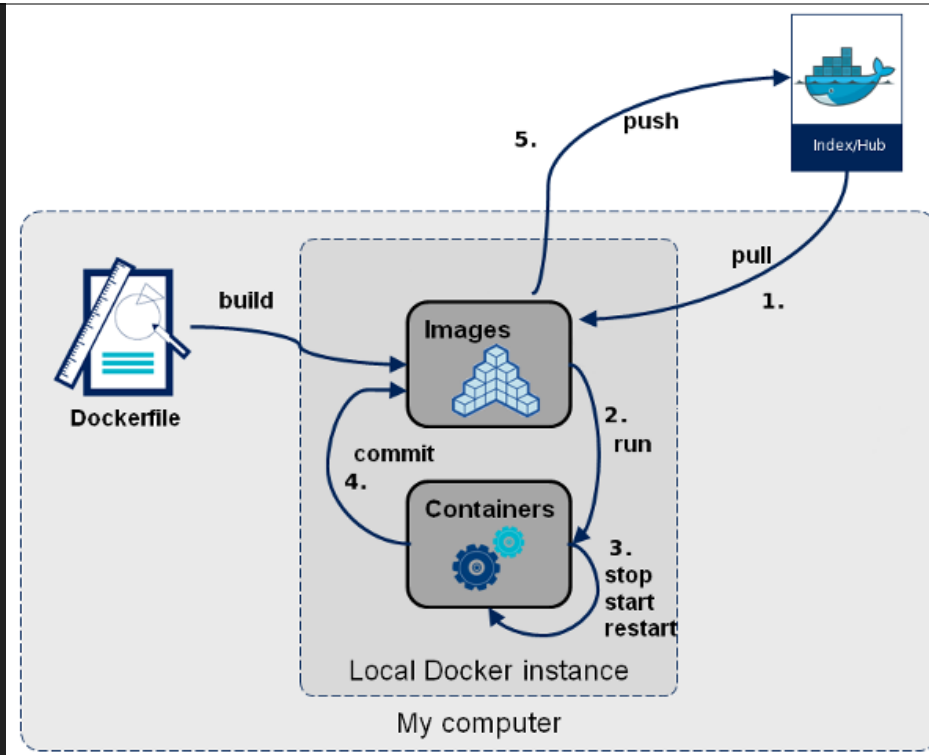 5.
push
Index/Hub
pull
1.
build
Images
Dockerfile
2.
run
commit
4.
Containers
3.
stop
start
restart
Local Docker instance
My computer